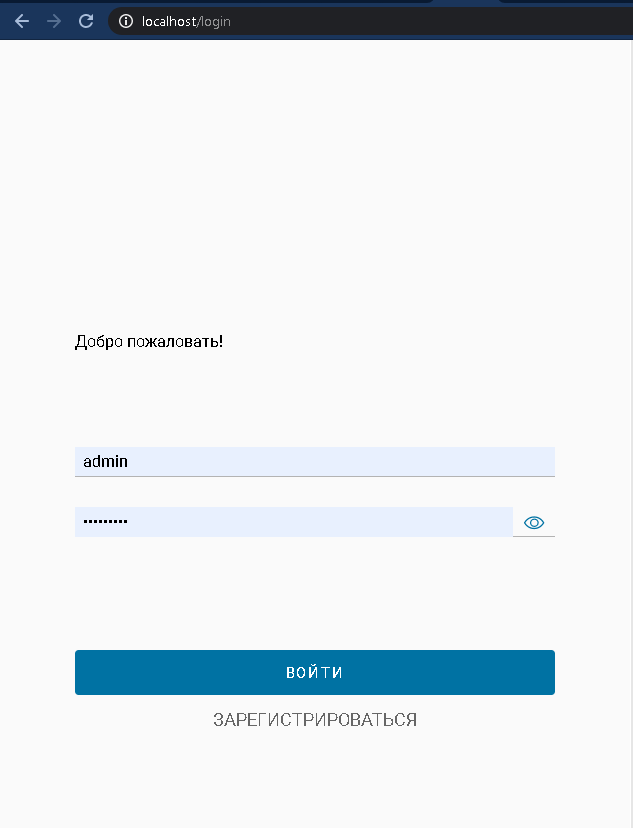 localhost/login
Добро пожаловать!
admin
•••••••••
ВОЙТИ
ЗАРЕГИСТРИРОВАТЬСЯ